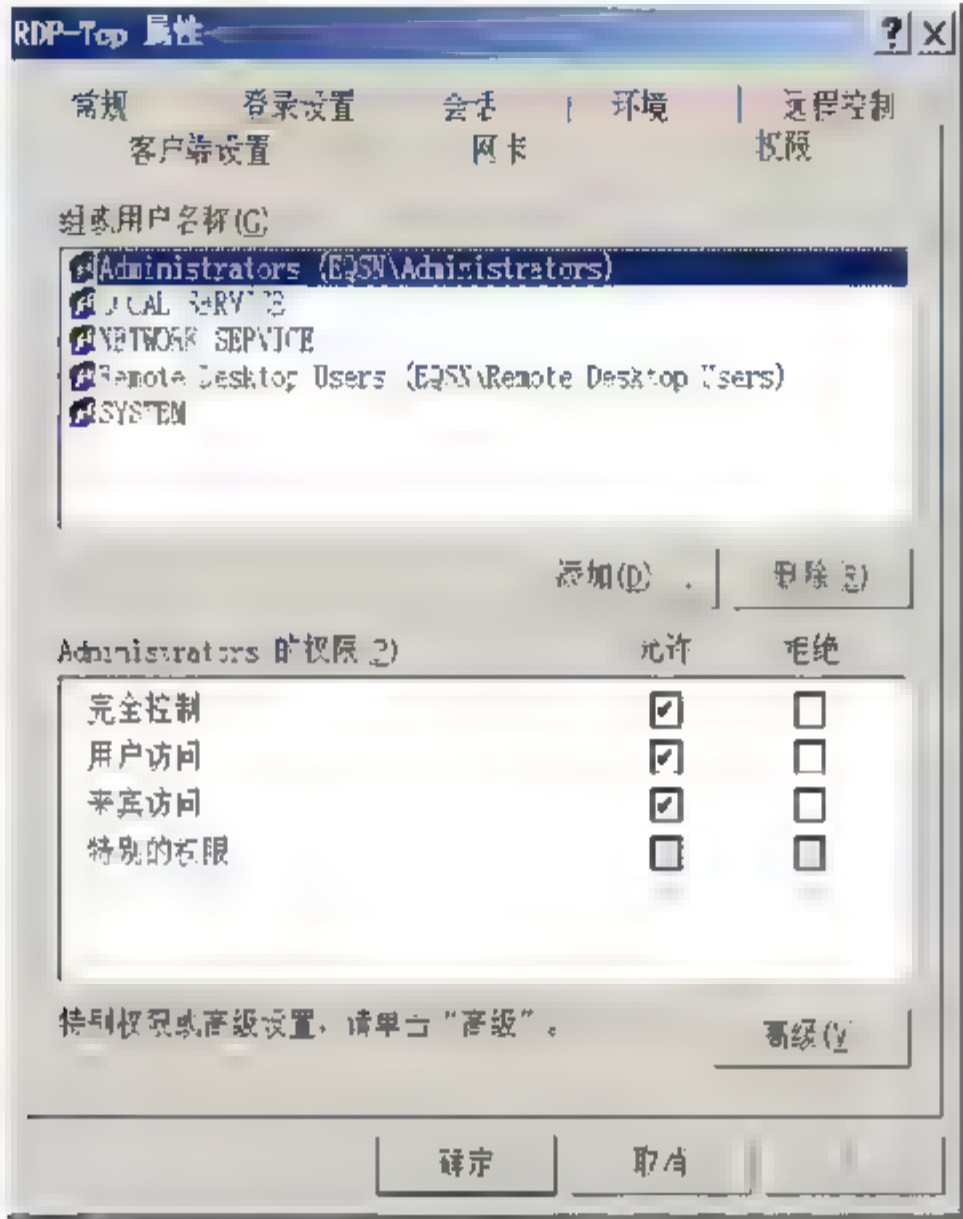 RDP-Tcp 属性
常规 登录设置 会话 环境 远程控制
客户端设置 网卡 权限
组或用户名称(G)
Administrators (EQSN\Administrators)
LOCAL SERVICE
NETWORK SERVICE
Remote Desktop Users (EQSN\Remote Desktop Users)
SYSTEM
添加(D) 删除(R)
Administrators 的权限(P) 允许 拒绝
完全控制
用户访问
来宾访问
特别的权限
特别权限或高级设置，请单击“高级”。
高级(V)
确定 取消